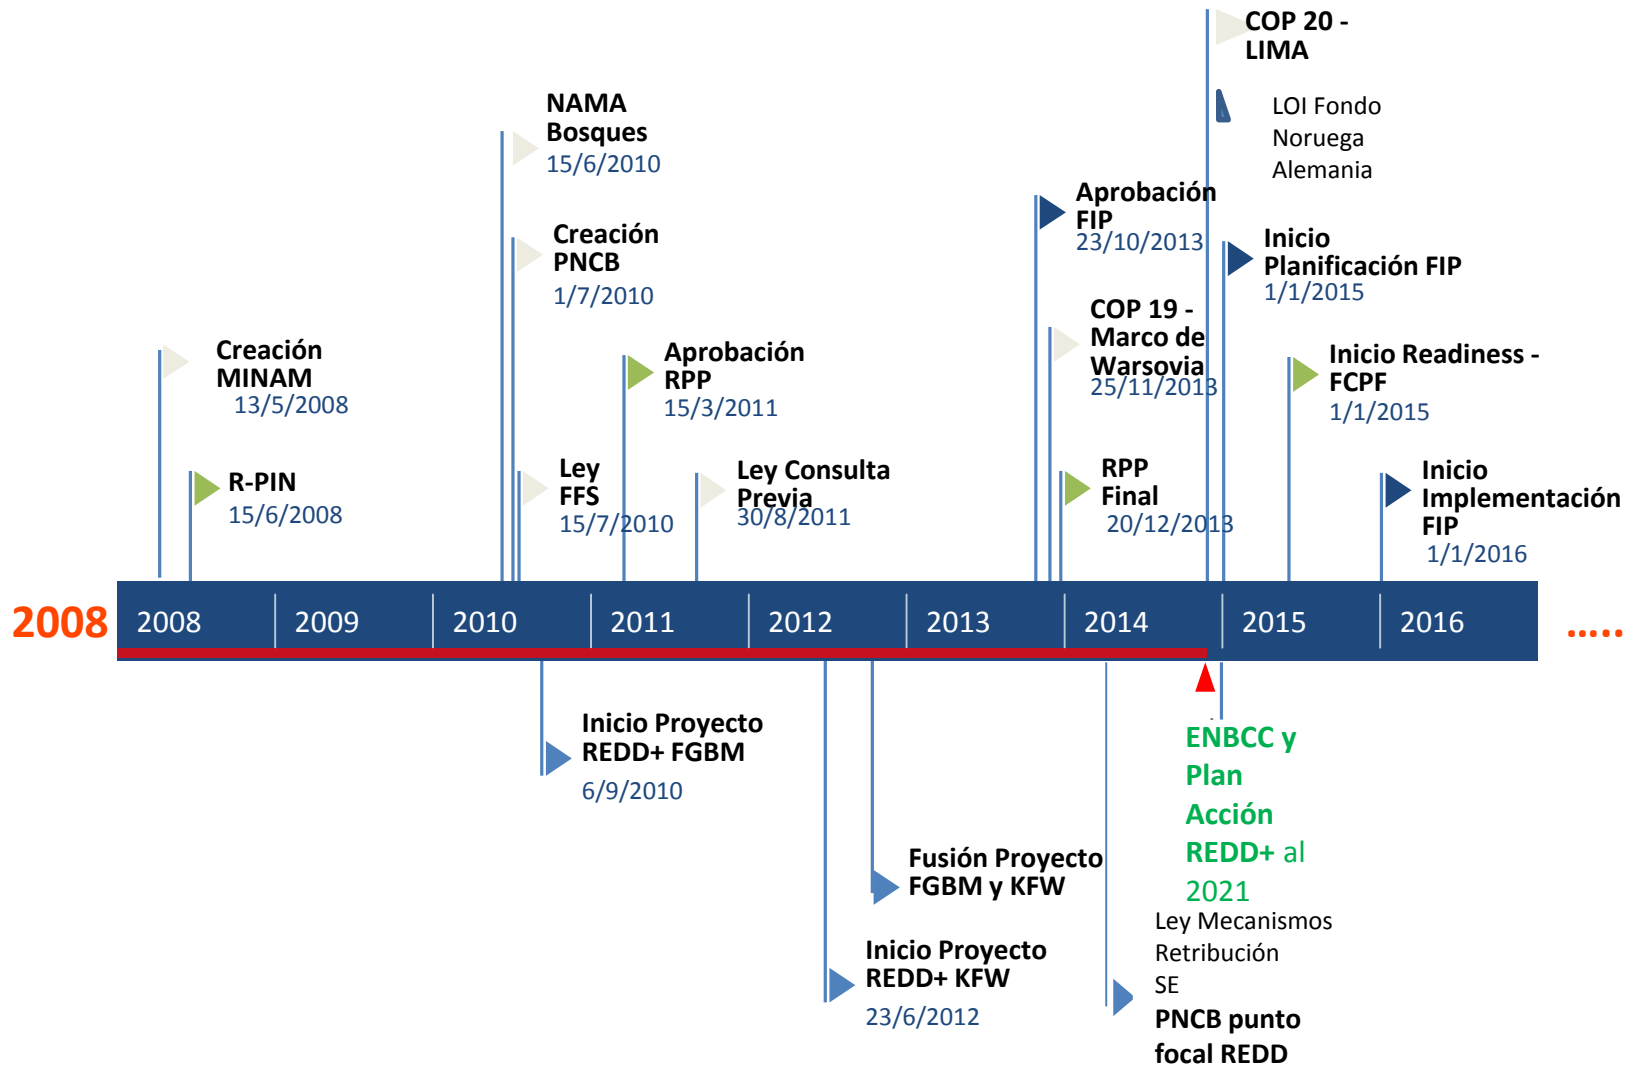 COP 20 -
LIMA
LOI Fondo
Noruega
Alemania
NAMA
Bosques
15/6/2010
Aprobación
FIP
23/10/2013
Creación
PNCB
1/7/2010
Inicio
Planificación FIP
1/1/2015
COP 19 -
Marco de
Warsovia
25/11/2013
Creación
MINAM
13/5/2008
Aprobación
RPP
15/3/2011
Inicio Readiness -
FCPF
1/1/2015
R-PIN
15/6/2008
Ley
FFS
15/7/2010
Ley Consulta
Previa
30/8/2011
RPP
Final
20/12/2013
Inicio
Implementación
FIP
1/1/2016
2008
2008
2009
2010
2011
2012
2013
2014
2015
2016
.....
Inicio Proyecto
REDD+ FGBM
6/9/2010
ENBCC y
Plan
Acción
REDD+ al
2021
Fusión Proyecto
FGBM y KFW
Inicio Proyecto
REDD+ KFW
23/6/2012
Ley Mecanismos
Retribución
SE
PNCB punto
focal REDD